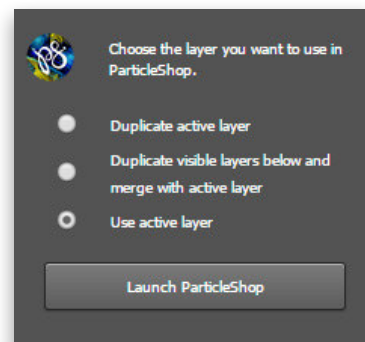 Choose the layer you want to use in
ParticleShop.
Duplicate active layer
Duplicate visible layers below and
merge with active layer
Use active layer
Launch ParticleShop